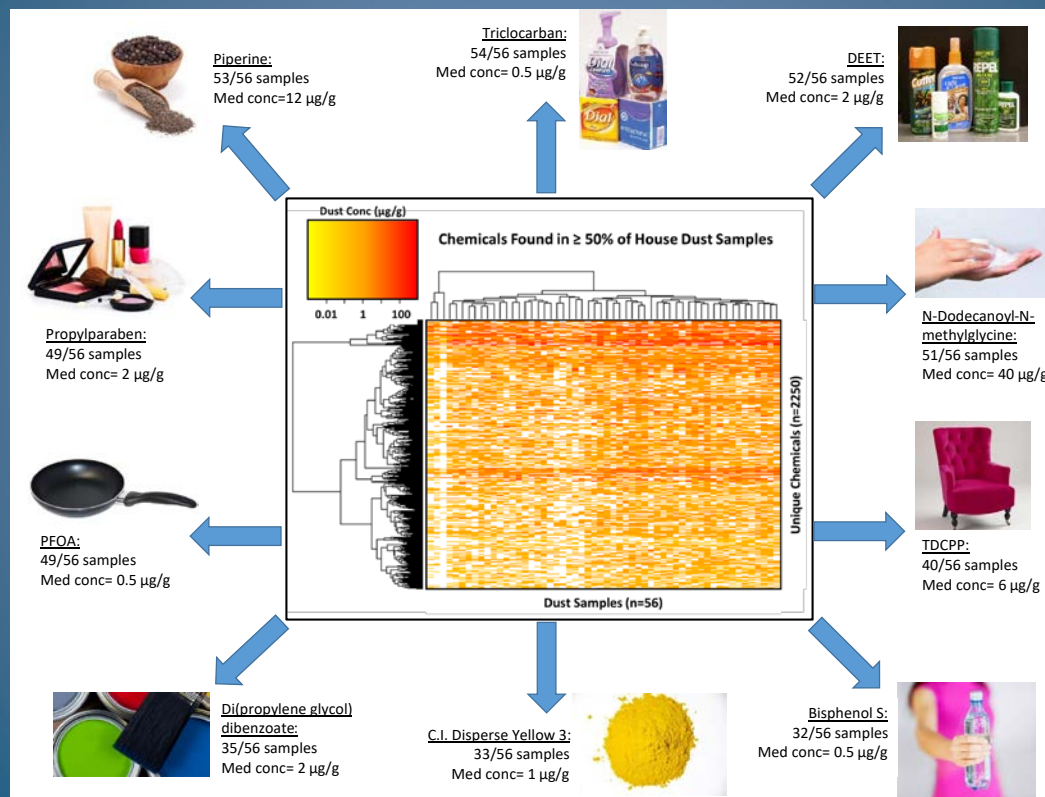 Piperine:
53/56 samples
Med conc=12 µg/g
Triclocarban:
54/56 samples
Med conc= 0.5 µg/g
Dial
Dial
DEET:
52/56 samples
Med conc= 2 µg/g
Cutter
REPEL
REPEL
Propylparaben:
49/56 samples
Med conc= 2 µg/g
Dust Conc (µg/g)
0.01 1 100
Chemicals Found in ≥ 50% of House Dust Samples
Unique Chemicals (n=2250)
Dust Samples (n=56)
N-Dodecanoyl-N-
methylglycine:
51/56 samples
Med conc= 40 µg/g
PFOA:
49/56 samples
Med conc= 0.5 µg/g
TDCPP:
40/56 samples
Med conc= 6 µg/g
Di(propylene glycol)
dibenzoate:
35/56 samples
Med conc= 2 µg/g
C.I. Disperse Yellow 3:
33/56 samples
Med conc= 1 µg/g
Bisphenol S:
32/56 samples
Med conc= 0.5 µg/g